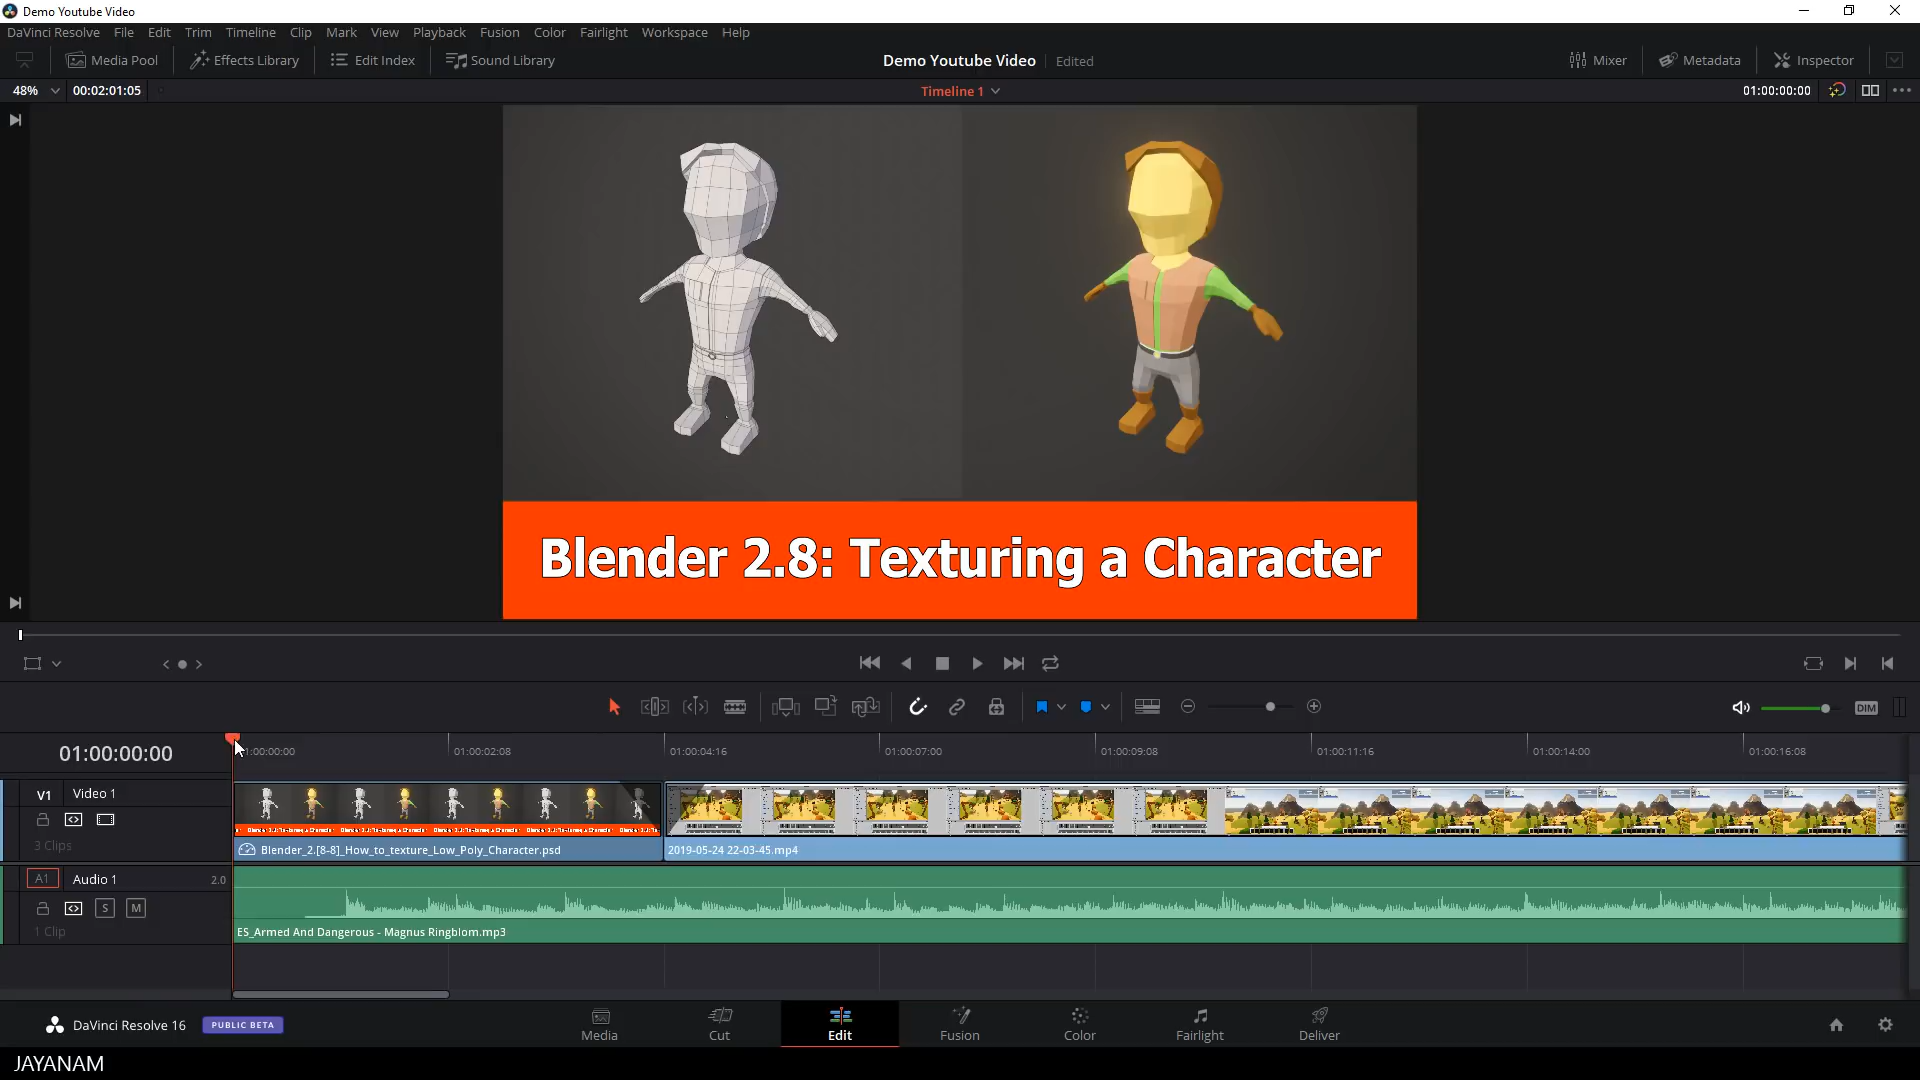 Demo Youtube Video
DaVinci Resolve File Edit Trim Timeline Clip Mark View Playback Fusion Color Fairlight Workspace Help
Media Pool Effects Library Edit Index Sound Library Demo Youtube Video Edited Mixer Metadata Inspector
48% 00:02:01:05 Timeline 1 01:00:00:00
Blender 2.8: Texturing a Character
DIM
01:00:00:00 :00:00:00 01:00:02:08 01:00:04:16 01:00:07:00 01:00:09:08 01:00:11:16 01:00:14:00 01:00:16:08
V1 Video 1
3 Clips
Blender_2.[8-8]_How_to_texture_Low_Poly_Character.psd 2019-05-24 22-03-45.mp4
A1 Audio 1 2.0
S M
1 Clip
ES_Armed And Dangerous - Magnus Ringblom.mp3
DaVinci Resolve 16 PUBLIC BETA Media Cut Edit Fusion Color Fairlight Deliver
JAYANAM